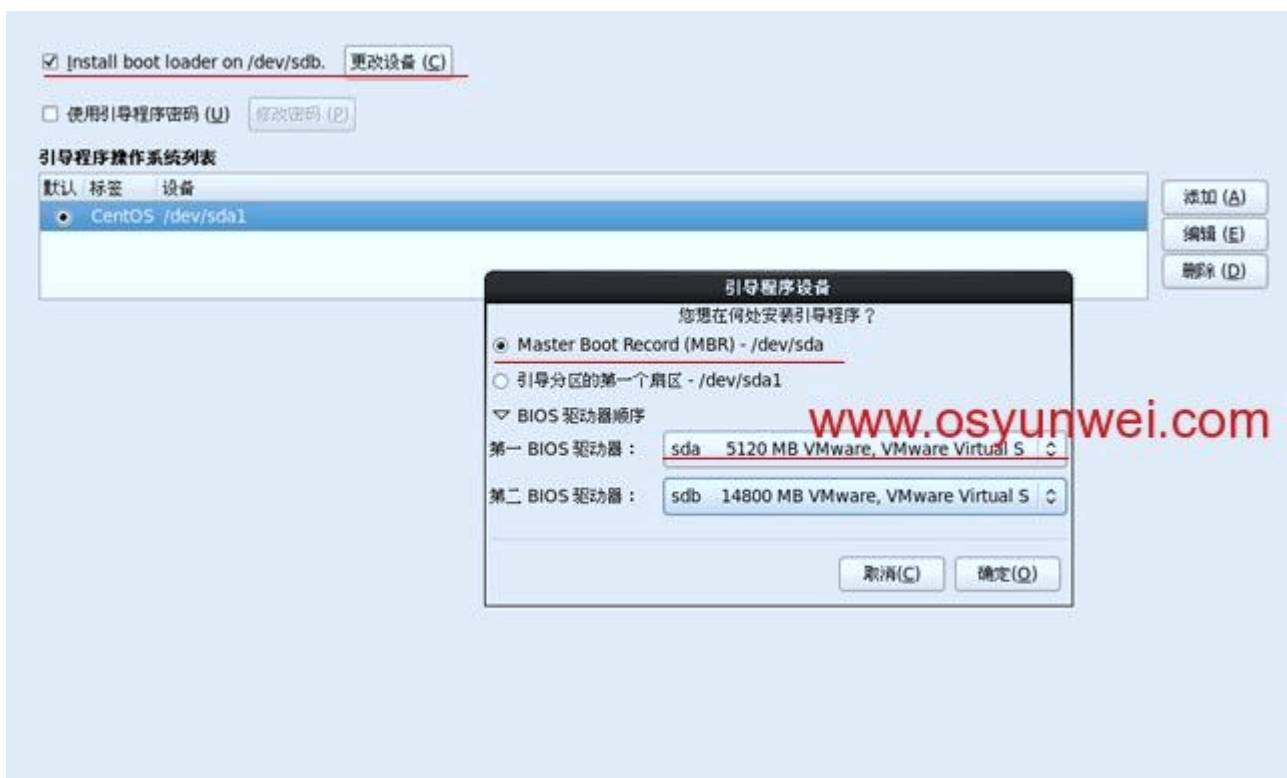 Install boot loader on /dev/sdb. 更改设备 (C)
使用引导程序密码 (U) 修改密码 (P)
引导程序操作系统列表
默认 标签 设备
CentOS /dev/sda1
添加 (A)
编辑 (E)
删除 (D)
引导程序设备
您想在何处安装引导程序？
Master Boot Record (MBR) - /dev/sda
引导分区的第一个扇区 - /dev/sda1
BIOS 驱动器顺序
www.osyunwei.com
第一 BIOS 驱动器： sda 5120 MB VMware, VMware Virtual S
第二 BIOS 驱动器： sdb 14800 MB VMware, VMware Virtual S
取消(C) 确定(O)